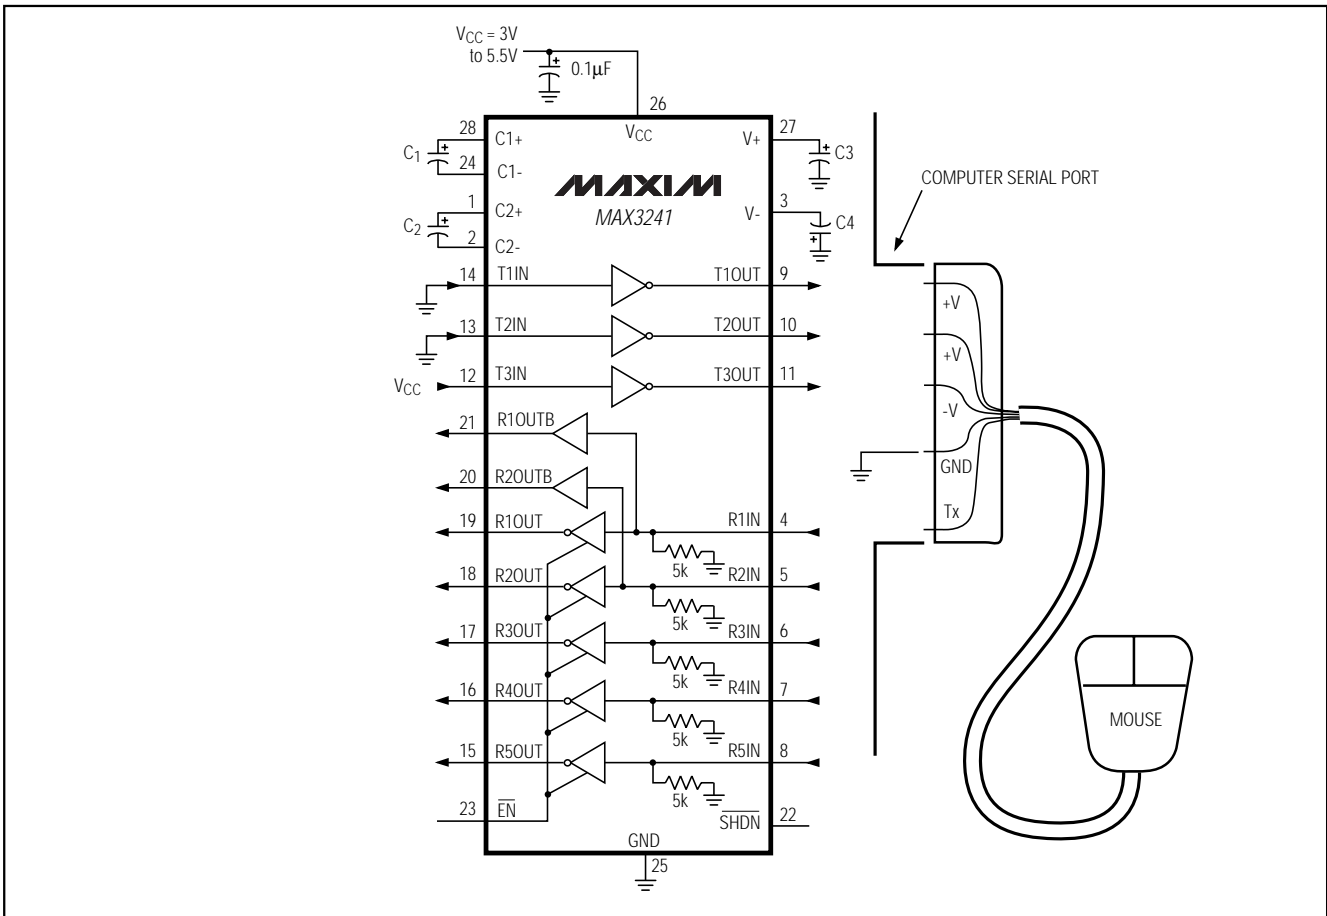 VCC = 3V
to 5.5V
0.1µF
26
28
C1+
VCC
V+
27
C1
C3
24
C1-
MAXIM
MAX3241
COMPUTER SERIAL PORT
1
C2+
V-
3
C2
C4
2
C2-
14
T1IN
T1OUT
9
13
T2IN
T2OUT
10
VCC
12
T3IN
T3OUT
11
21
R1OUTB
20
R2OUTB
19
R1OUT
R1IN
4
5k
18
R2OUT
R2IN
5
5k
17
R3OUT
R3IN
6
5k
16
R4OUT
R4IN
7
5k
15
R5OUT
R5IN
8
5k
23
EN
SHDN
22
GND
25
+V
+V
-V
GND
Tx
MOUSE